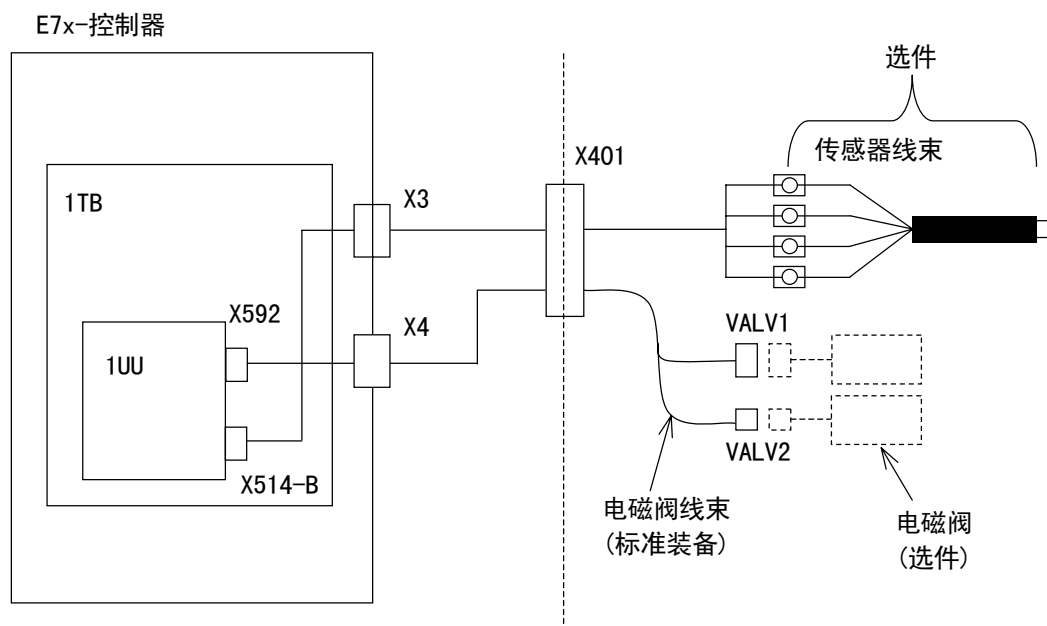 E7x-控制器
选件
传感器线束
X401
1TB
X3
X592
X4
1UU
VALV1
X514-B
VALV2
电磁阀线束
(标准装备)
电磁阀
(选件)